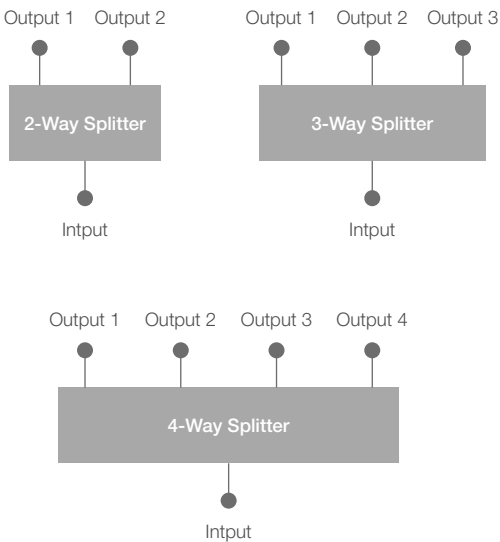 Output 1 Output 2
2-Way Splitter
Intput
Output 1 Output 2 Output 3
3-Way Splitter
Intput
Output 1 Output 2 Output 3 Output 4
4-Way Splitter
Intput